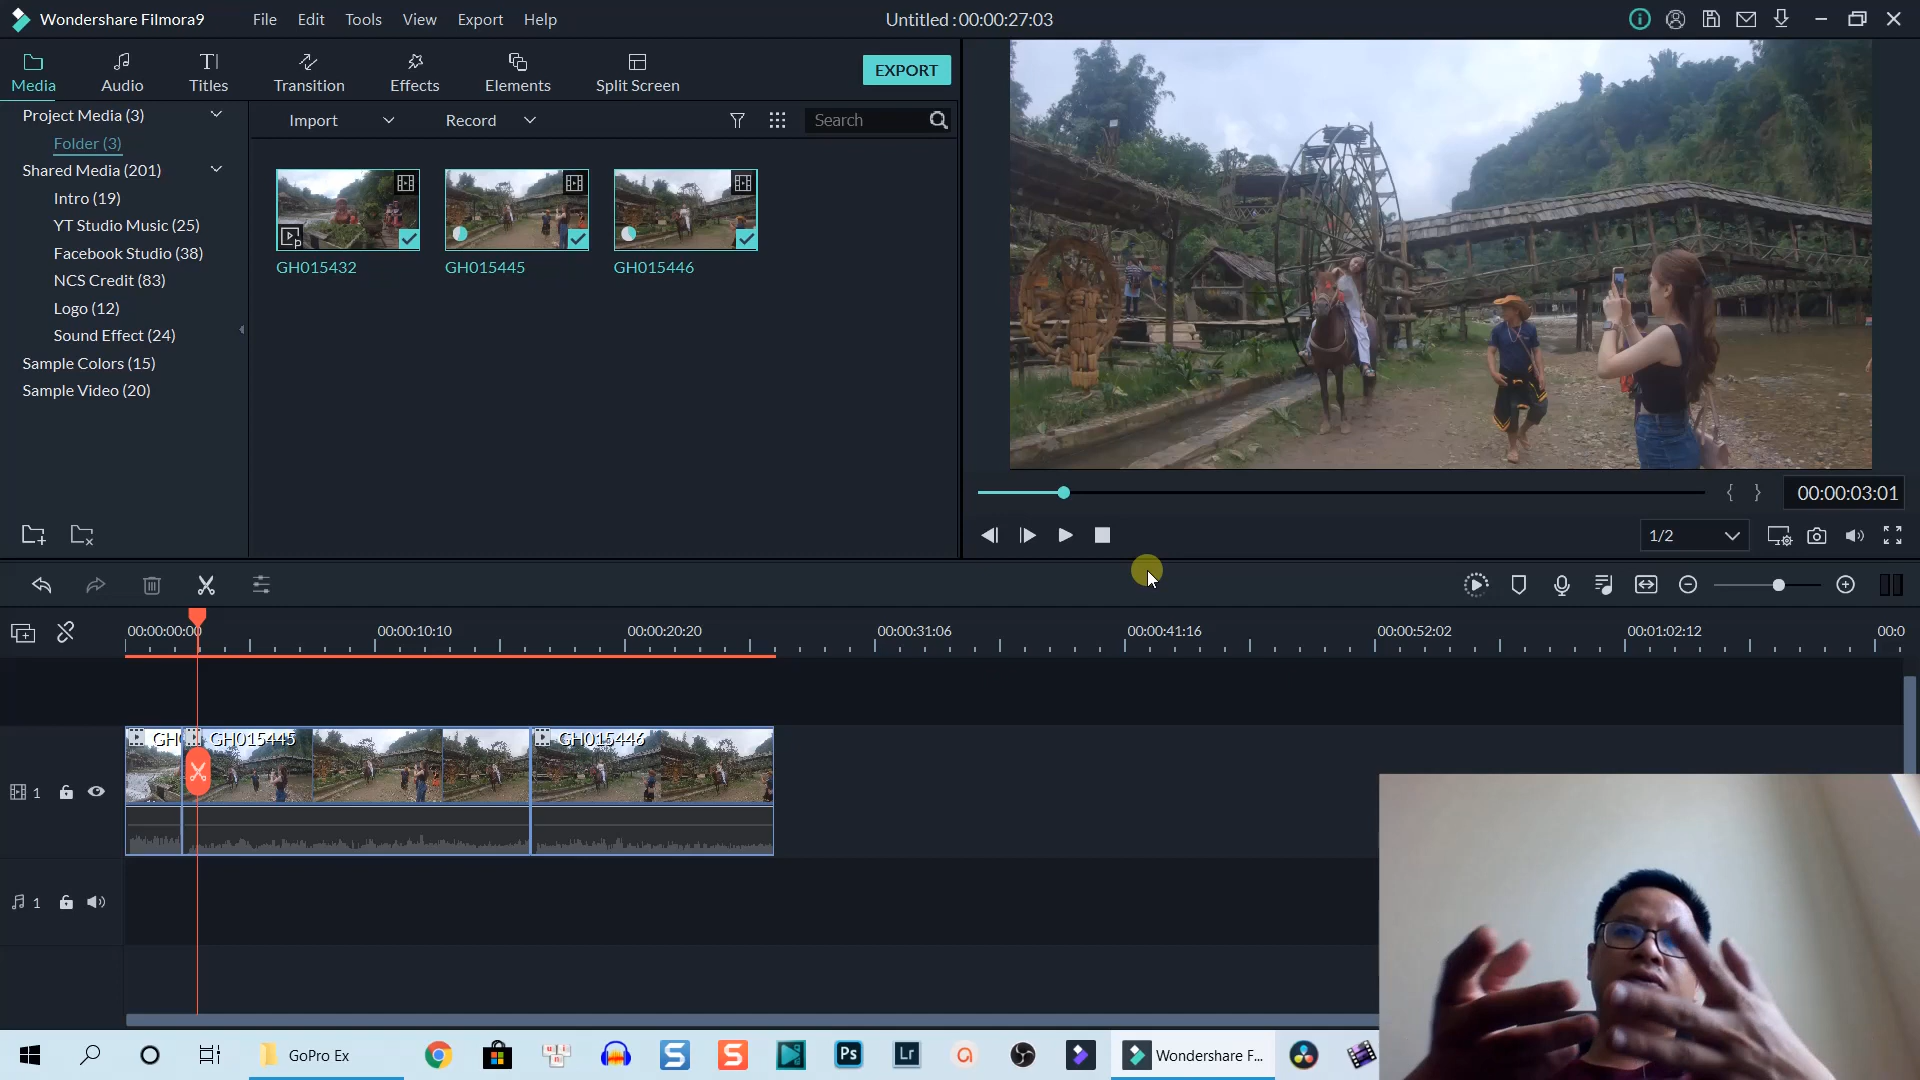 Wondershare Filmora9 File Edit Tools View Export Help Untitled : 00:00:27:03
Media Audio Titles Transition Effects Elements Split Screen EXPORT
Project Media (3)
Folder (3)
Shared Media (201)
Intro (19)
YT Studio Music (25)
Facebook Studio (38)
NCS Credit (83)
Logo (12)
Sound Effect (24)
Sample Colors (15)
Sample Video (20)
Import Record Search
GH015432 GH015445 GH015446
{ } 00:00:03:01
1/2
00:00:00:00 00:00:10:10 00:00:20:20 00:00:31:06 00:00:41:16 00:00:52:02 00:01:02:12 00:0
GH0 GH015445 GH015446
1
1
GoPro Ex Ps Lr Wondershare F...